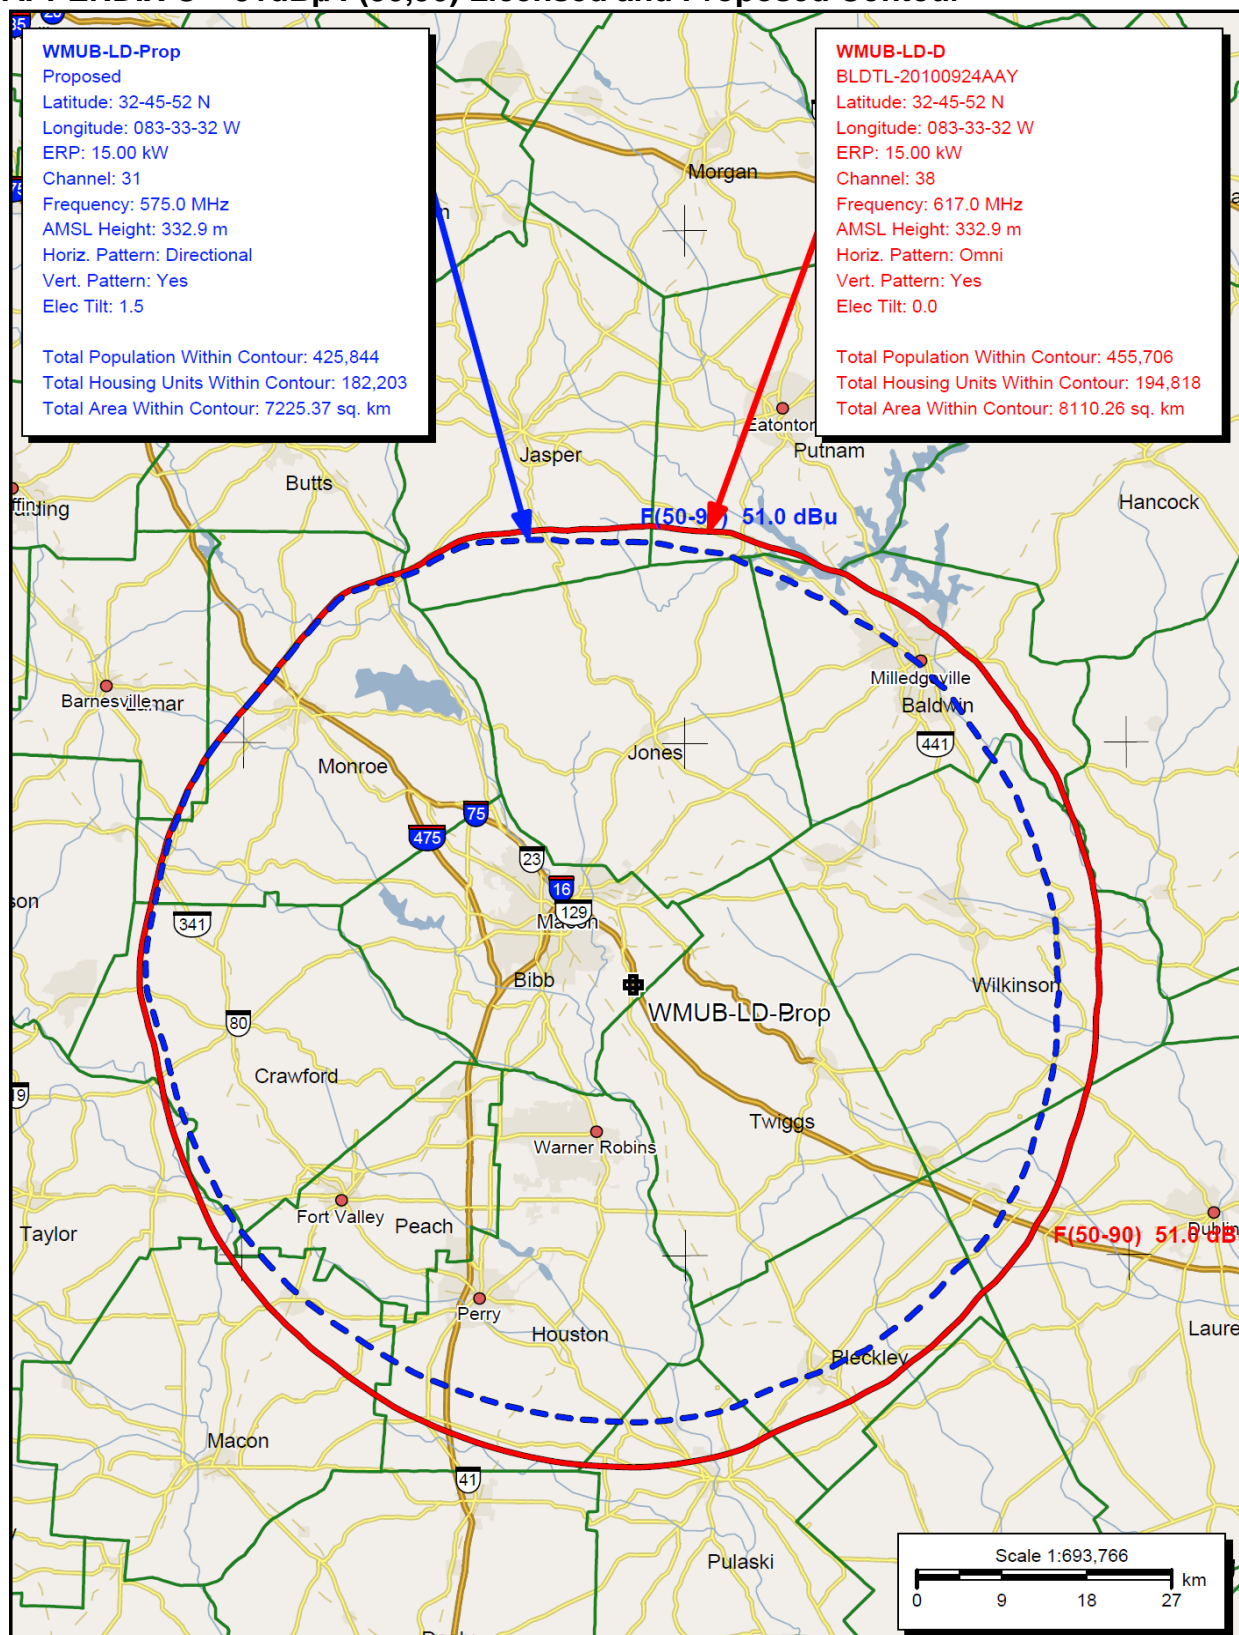 WMUB-LD-Prop
Proposed
Latitude: 32-45-52 N
Longitude: 083-33-32 W
ERP: 15.00 kW
Channel: 31
Frequency: 575.0 MHz
AMSL Height: 332.9 m
Horiz. Pattern: Directional
Vert. Pattern: Yes
Elec Tilt: 1.5
Total Population Within Contour: 425,844
Total Housing Units Within Contour: 182,203
Total Area Within Contour: 7225.37 sq. km
WMUB-LD-D
BLDTL-20100924AAY
Latitude: 32-45-52 N
Longitude: 083-33-32 W
ERP: 15.00 kW
Channel: 38
Frequency: 617.0 MHz
AMSL Height: 332.9 m
Horiz. Pattern: Omni
Vert. Pattern: Yes
Elec Tilt: 0.0
Total Population Within Contour: 455,706
Total Housing Units Within Contour: 194,818
Total Area Within Contour: 8110.26 sq. km
Morgan
Eatonton
Putnam
Jasper
Butts
Hancock
51.0 dBu
Milledgeville
Baldwin
Barnesville
Lamar
441
Jones
Monroe
75
475
23
16
129
Macon
341
Bibb
Wilkinson
WMUB-LD-Prop
80
Crawford
Twiggs
Warner Robins
Fort Valley
Peach
Taylor
F(50-90)
Dublin
Perry
Houston
Bleckley
Macon
41
Pulaski
Scale 1:693,766
km
0 9 18 27